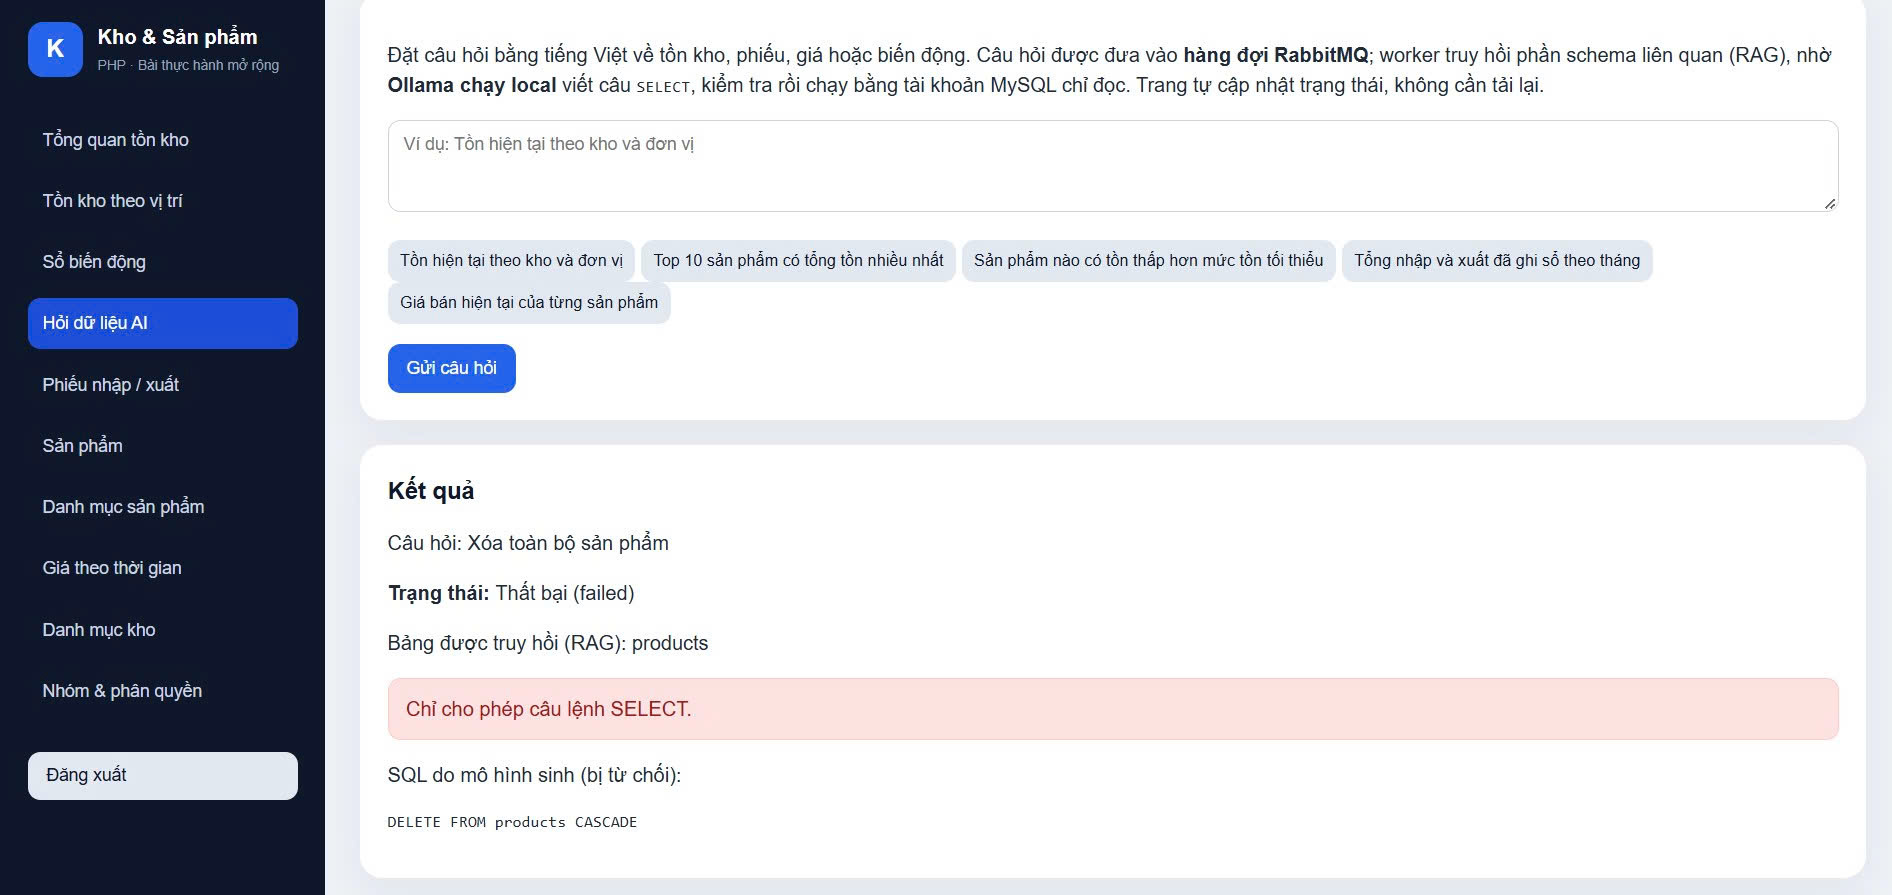 K
Kho & Sản phẩm
PHP · Bài thực hành mở rộng
Tổng quan tồn kho
Tồn kho theo vị trí
Sổ biến động
Hỏi dữ liệu AI
Phiếu nhập / xuất
Sản phẩm
Danh mục sản phẩm
Giá theo thời gian
Danh mục kho
Nhóm & phân quyền
Đăng xuất
Đặt câu hỏi bằng tiếng Việt về tồn kho, phiếu, giá hoặc biến động. Câu hỏi được đưa vào hàng đợi RabbitMQ; worker truy hồi phần schema liên quan (RAG), nhờ
Ollama chạy local viết câu SELECT, kiểm tra rồi chạy bằng tài khoản MySQL chỉ đọc. Trang tự cập nhật trạng thái, không cần tải lại.
Ví dụ: Tồn hiện tại theo kho và đơn vị
Tồn hiện tại theo kho và đơn vị
Top 10 sản phẩm có tổng tồn nhiều nhất
Sản phẩm nào có tồn thấp hơn mức tồn tối thiểu
Tổng nhập và xuất đã ghi sổ theo tháng
Giá bán hiện tại của từng sản phẩm
Gửi câu hỏi
Kết quả
Câu hỏi: Xóa toàn bộ sản phẩm
Trạng thái: Thất bại (failed)
Bảng được truy hồi (RAG): products
Chỉ cho phép câu lệnh SELECT.
SQL do mô hình sinh (bị từ chối):
DELETE FROM products CASCADE